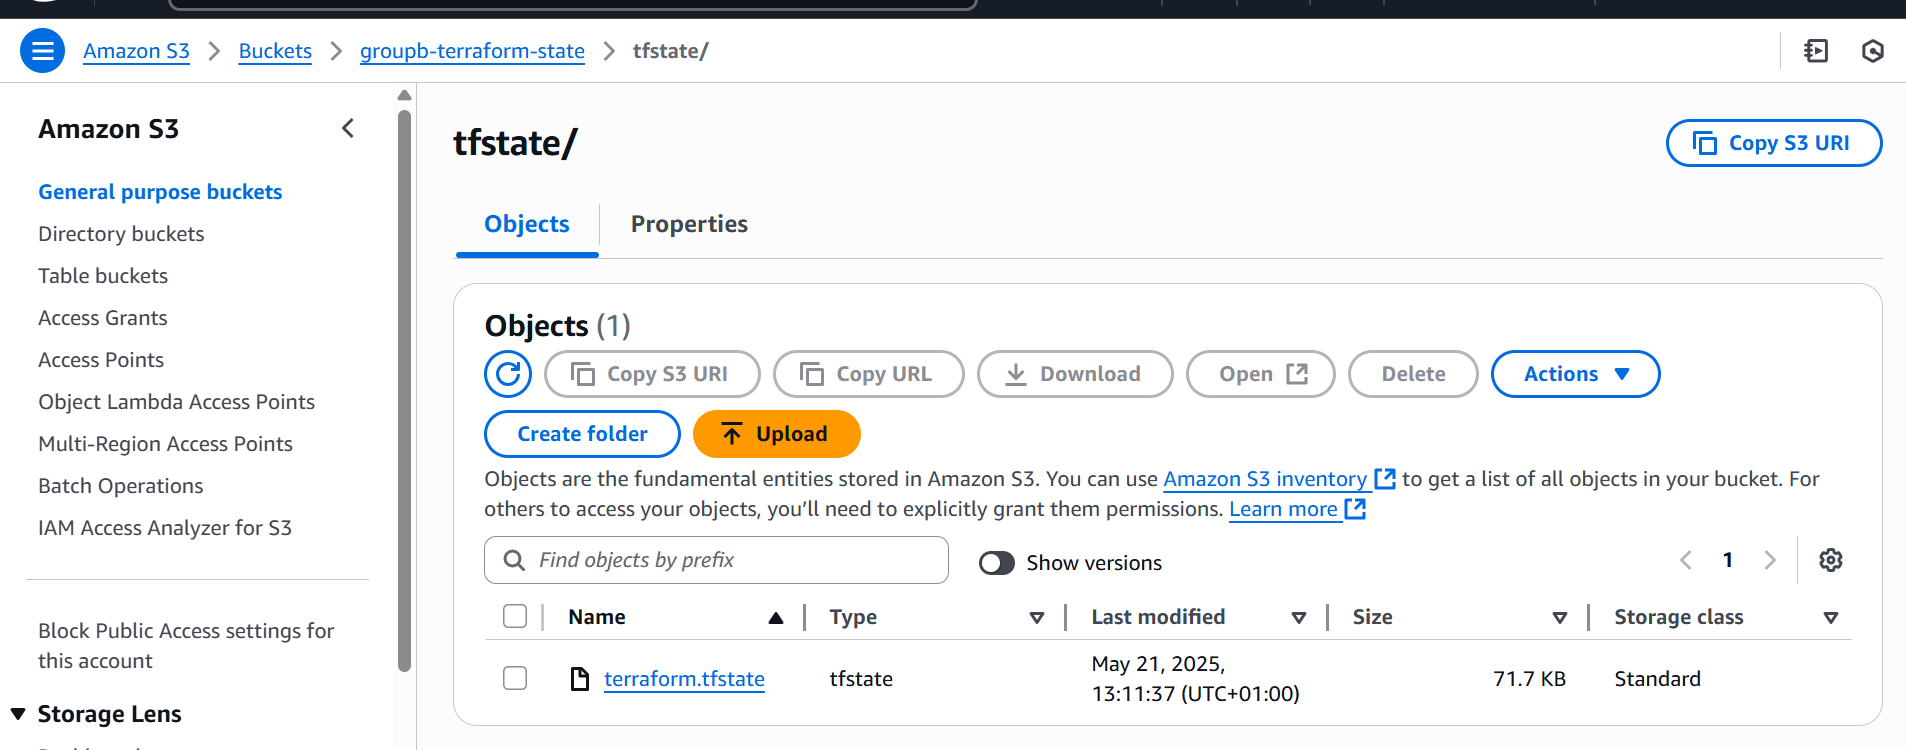 Amazon S3 > Buckets > groupb-terraform-state > tfstate/
Amazon S3
General purpose buckets
Directory buckets
Table buckets
Access Grants
Access Points
Object Lambda Access Points
Multi-Region Access Points
Batch Operations
IAM Access Analyzer for S3
Block Public Access settings for
this account
Storage Lens
tfstate/
Copy S3 URI
Objects
Properties
Objects (1)
Copy S3 URI
Copy URL
Download
Open
Delete
Actions
Create folder
Upload
Objects are the fundamental entities stored in Amazon S3. You can use Amazon S3 inventory to get a list of all objects in your bucket. For
others to access your objects, you’ll need to explicitly grant them permissions. Learn more
Find objects by prefix
Show versions
1
Name Type Last modified Size Storage class
terraform.tfstate tfstate May 21, 2025,
13:11:37 (UTC+01:00) 71.7 KB Standard